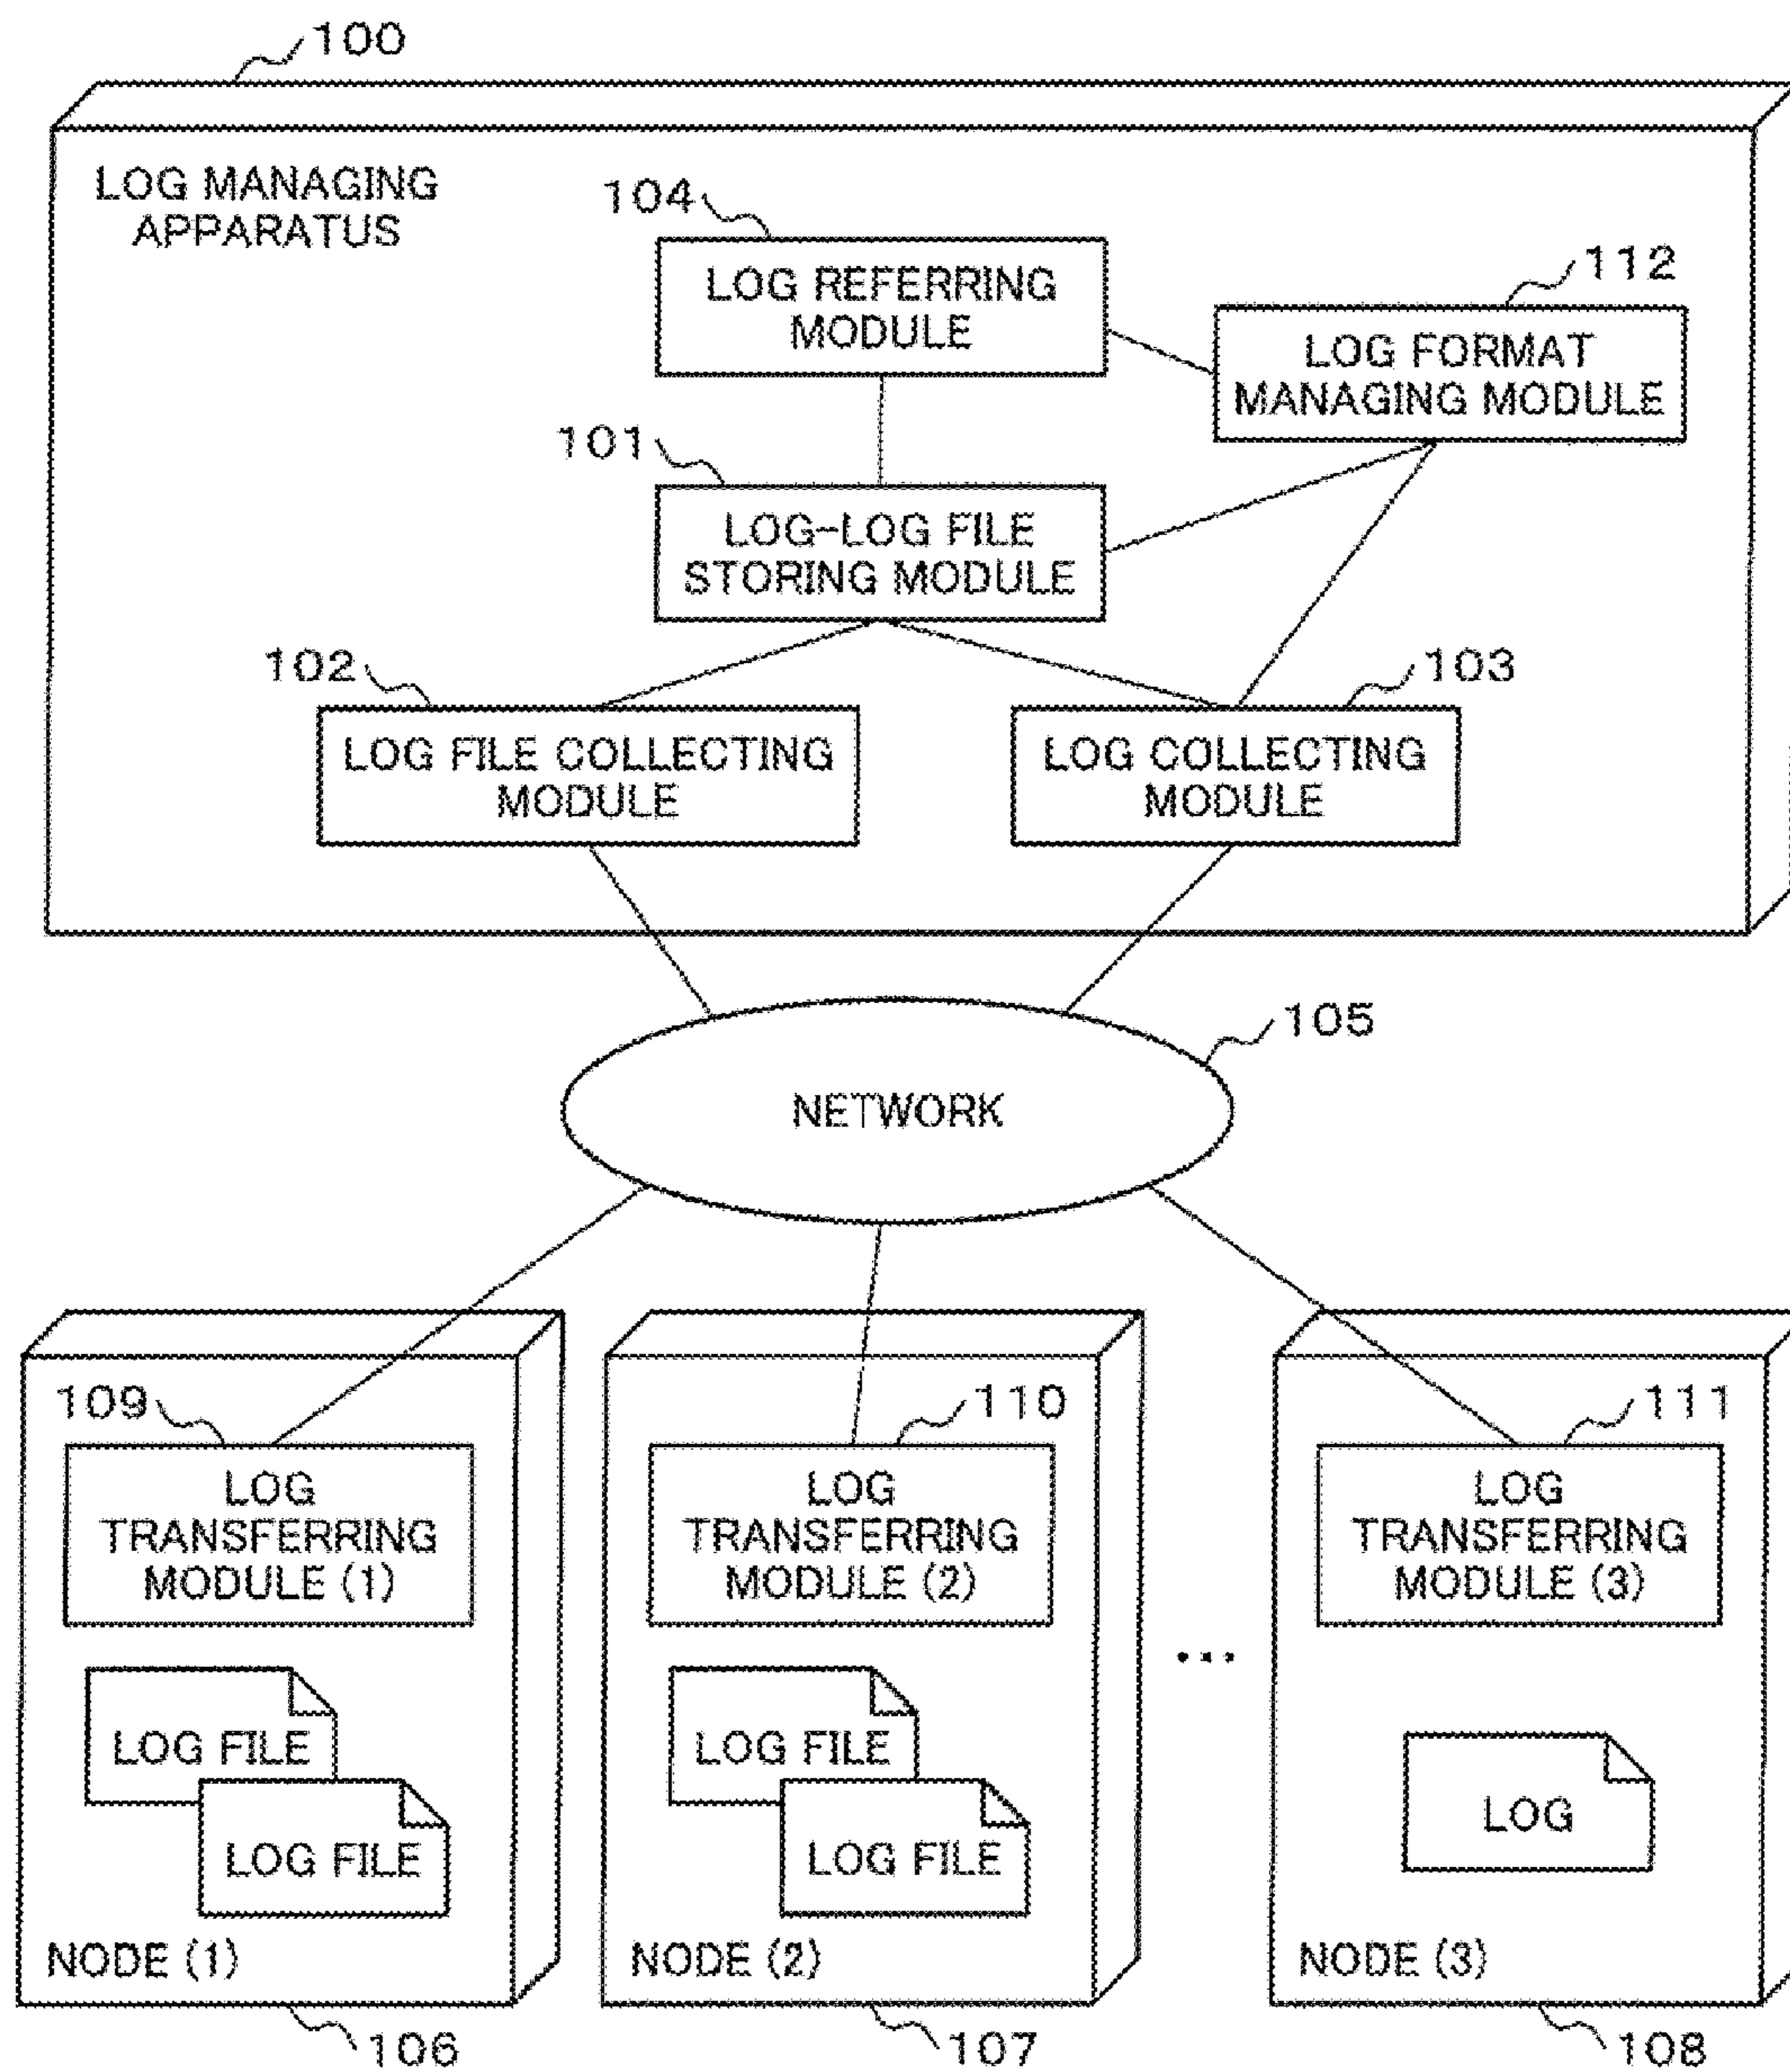 100
LOG MANAGING
APPARATUS
104
LOG REFERRING
MODULE
112
LOG FORMAT
MANAGING MODULE
101
LOG-LOG FILE
STORING MODULE
102
LOG FILE COLLECTING
MODULE
103
LOG COLLECTING
MODULE
105
NETWORK
109
LOG
TRANSFERRING
MODULE (1)
LOG FILE
LOG FILE
NODE (1)
106
110
LOG
TRANSFERRING
MODULE (2)
LOG FILE
LOG FILE
NODE (2)
107
...
111
LOG
TRANSFERRING
MODULE (3)
LOG
NODE (3)
108